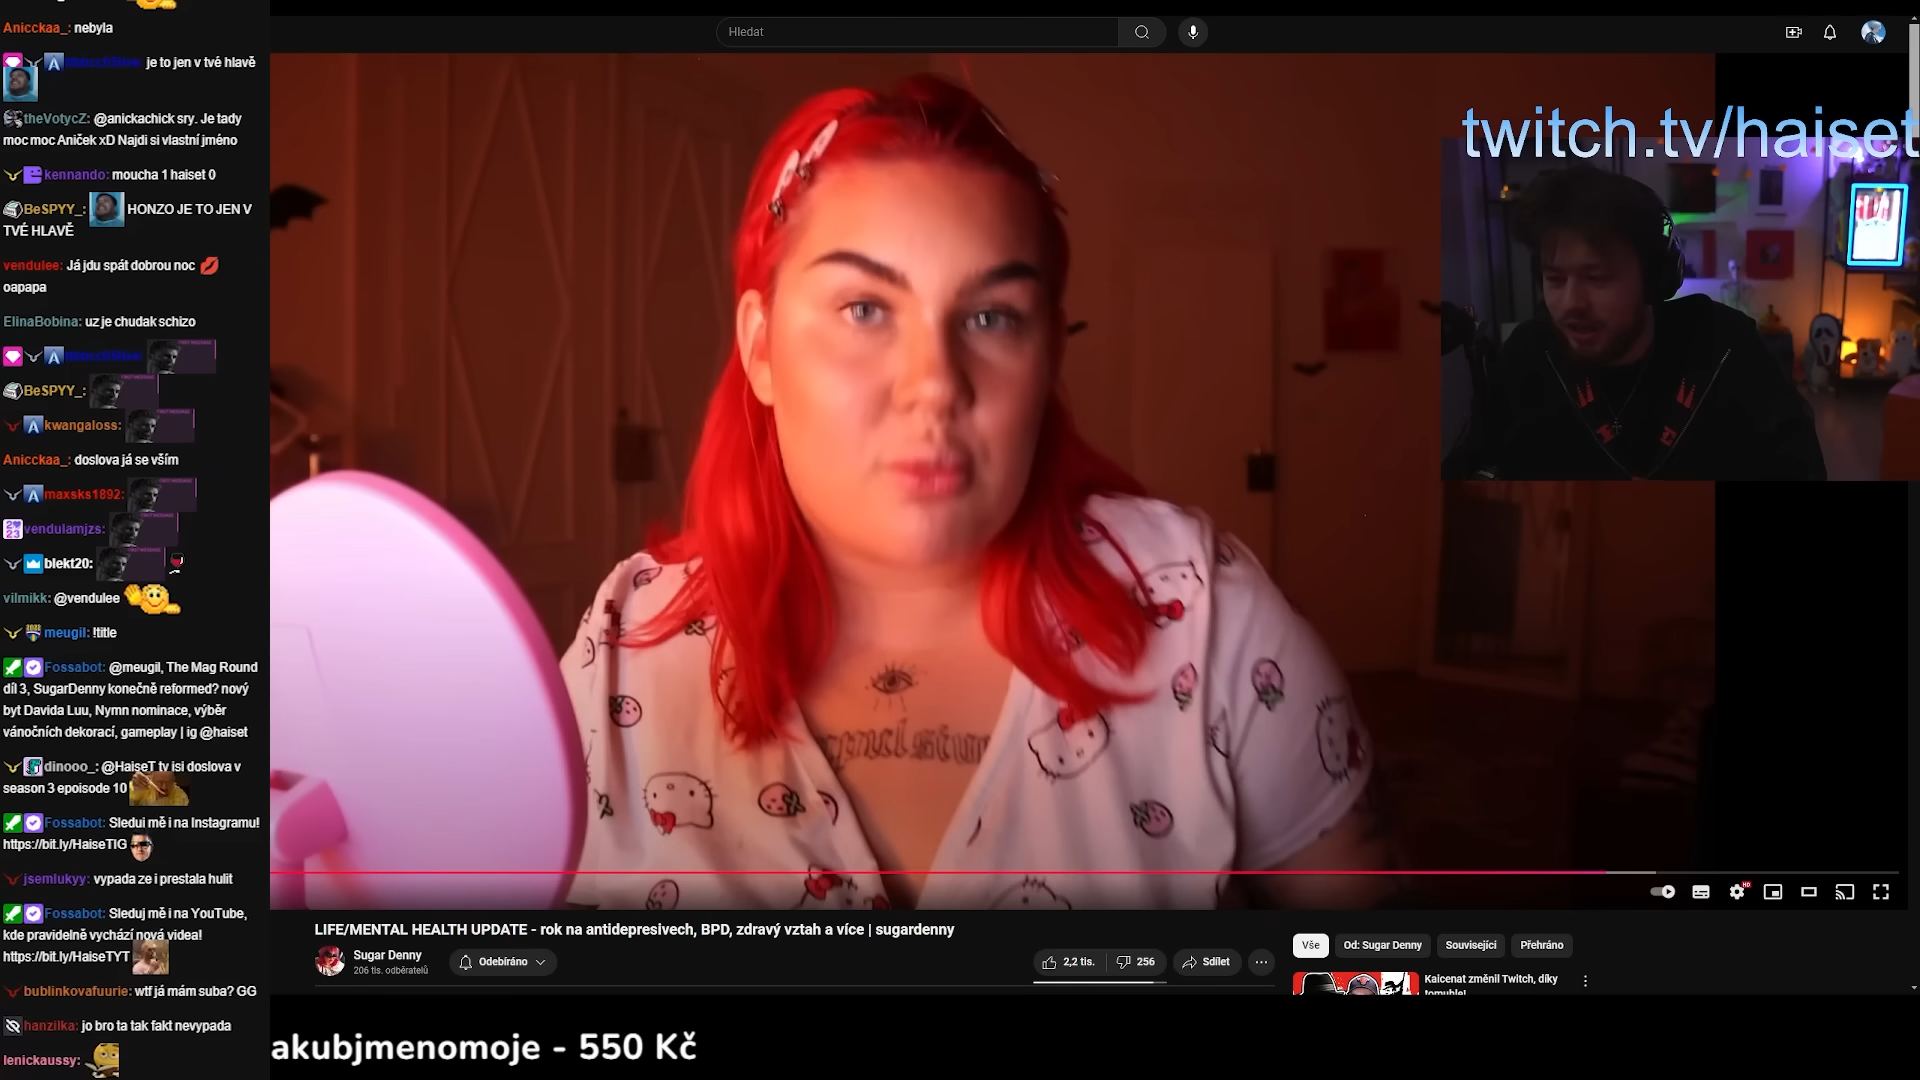 Anicckaa_: nebyla
je to jen v tvé hlavě
theVotycZ: @anickachick sry. Je tady
moc moc Aniček xD Najdi si vlastní jméno
kennando: moucha 1 haiset 0
BeSPYY_: HONZO JE TO JEN V
TVÉ HLAVĚ
vendulee: Já jdu spát dobrou noc
oapapa
ElinaBobina: uz je chudak schizo
BeSPYY_:
kwangaloss:
Anicckaa_: doslova já se vším
maxsks1892:
vendulamjzs:
blekt20:
vilmikk: @vendulee
meugil: !title
Fossabot: @meugil, The Mag Round
díl 3, SugarDenny konečně reformed? nový
byt Davida Luu, Nymn nominace, výběr
vánočních dekorací, gameplay | ig @haiset
dinooo_: @HaiseT ty isi doslova v
season 3 epoisode 10
Fossabot: Sleduj mě i na Instagramu!
https://bit.ly/HaiseTIG
jsemlukyy: vypada ze i prestala hulit
Fossabot: Sleduj mě i na YouTube,
kde pravidelně vychází nová videa!
https://bit.ly/HaiseTYT
bublinkovafuurie: wtf já mám suba? GG
hanzilka: jo bro ta tak fakt nevypada
lenickaussy:
Hledat
twitch.tv/haiset
LIFE/MENTAL HEALTH UPDATE - rok na antidepresivech, BPD, zdravý vztah a více | sugardenny
Sugar Denny
206 tis. odběratelů
Odebíráno
2,2 tis.
256
Sdílet
Vše
Od: Sugar Denny
Související
Přehráno
Kaicenat změnil Twitch, díky
tomuhle!
akubjmenomoje - 550 Kč